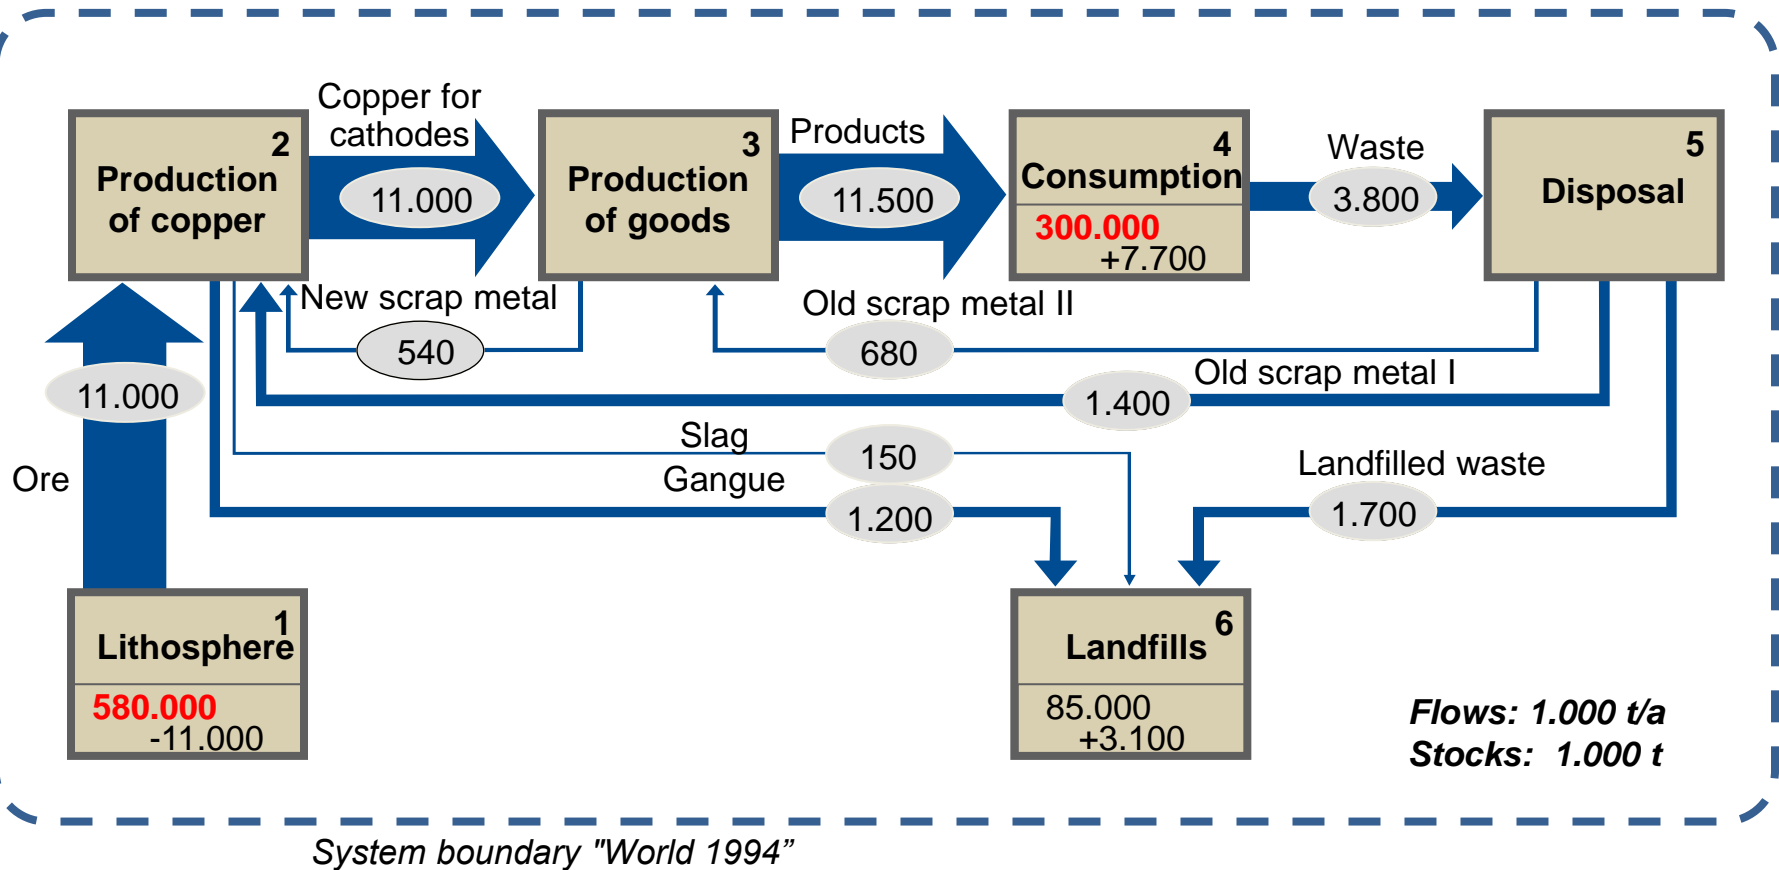 Copper for
cathodes
11.000
2
Production
of copper
3
Production
of goods
Products
11.500
4
Consumption
300.000
+7.700
Waste
3.800
5
Disposal
New scrap metal
540
Old scrap metal II
680
Old scrap metal I
1.400
11.000
Ore
Slag
150
Gangue
1.200
Landfilled waste
1.700
1
Lithosphere
580.000
-11.000
6
Landfills
85.000
+3.100
Flows: 1.000 t/a
Stocks: 1.000 t
System boundary "World 1994”